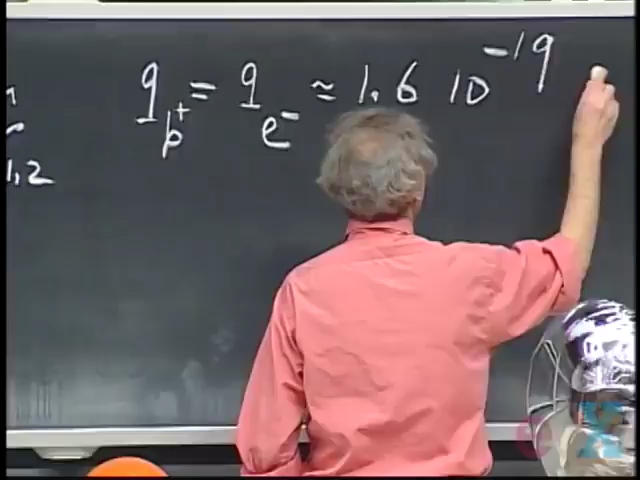 q_p⁺ = q_e⁻ ≈ 1.6 10⁻¹⁹
1,2